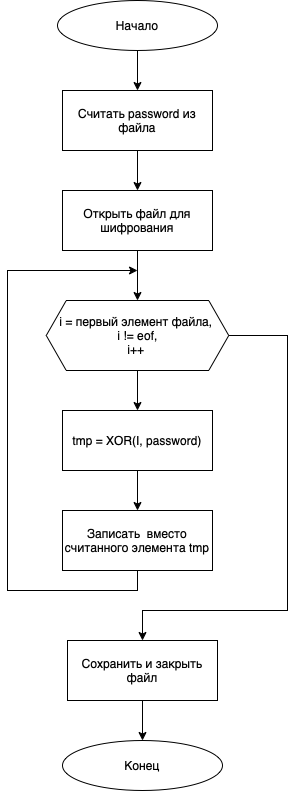 Начало
Считать password из
файла
Открыть файл для
шифрования
i = первый элемент файла,
i != eof,
i++
tmp = XOR(I, password)
Записать вместо
считанного элемента tmp
Сохранить и закрыть
файл
Конец